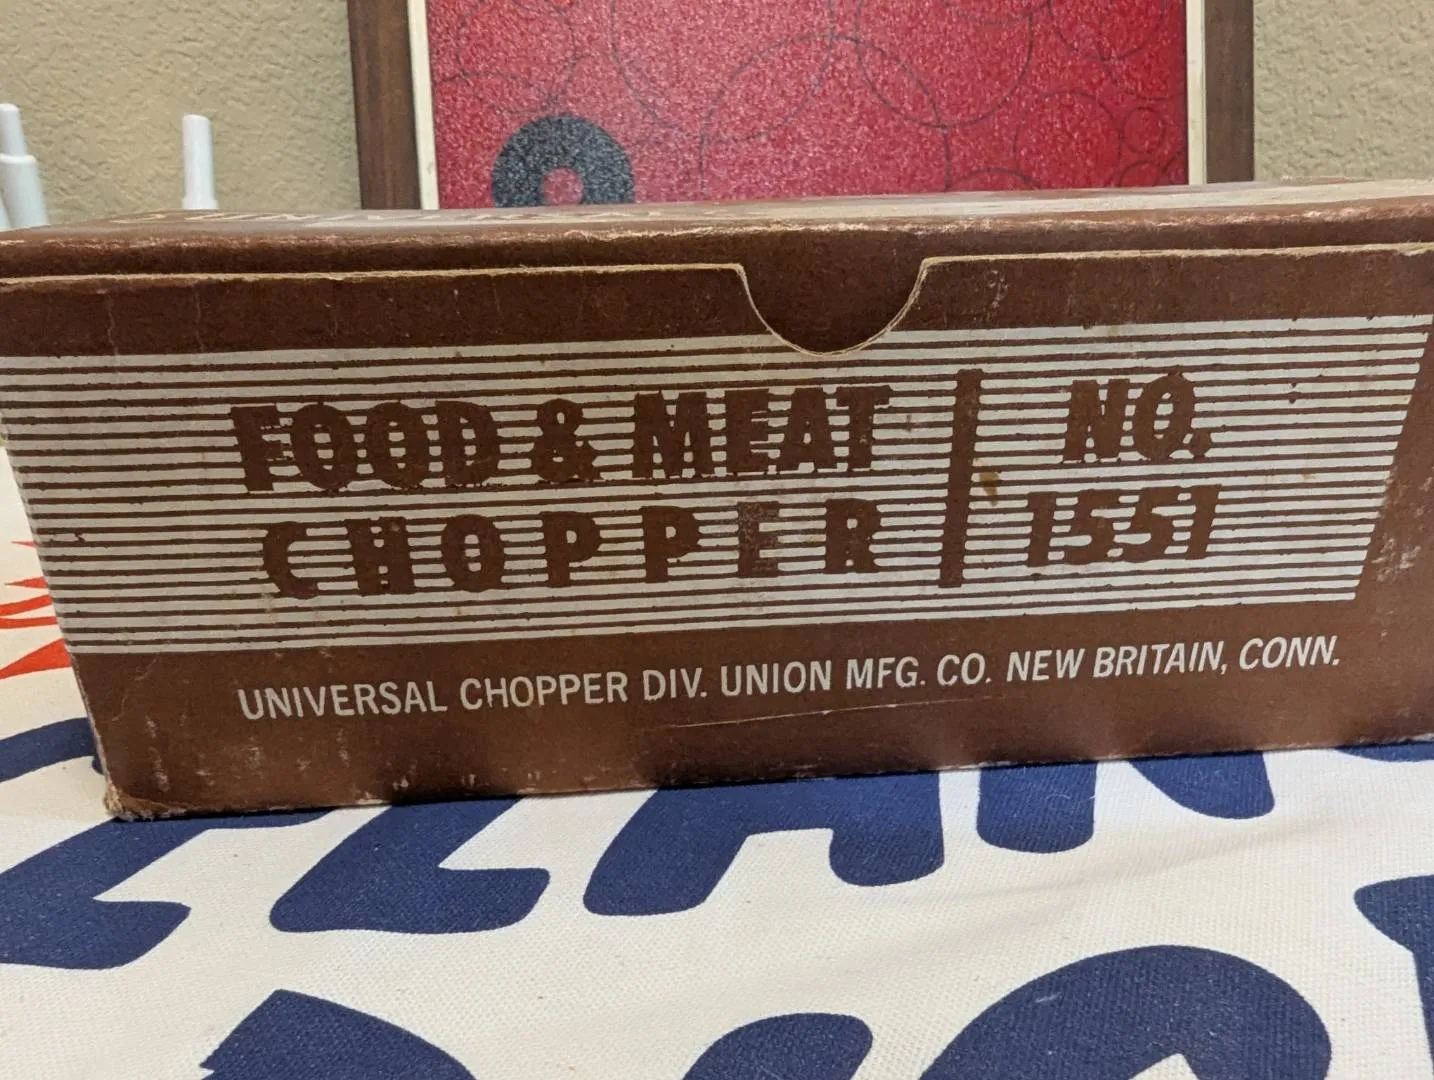 FOOD & MEAT
CHOPPER
NO.
1551
UNIVERSAL CHOPPER DIV. UNION MFG. CO. NEW BRITAIN, CONN.